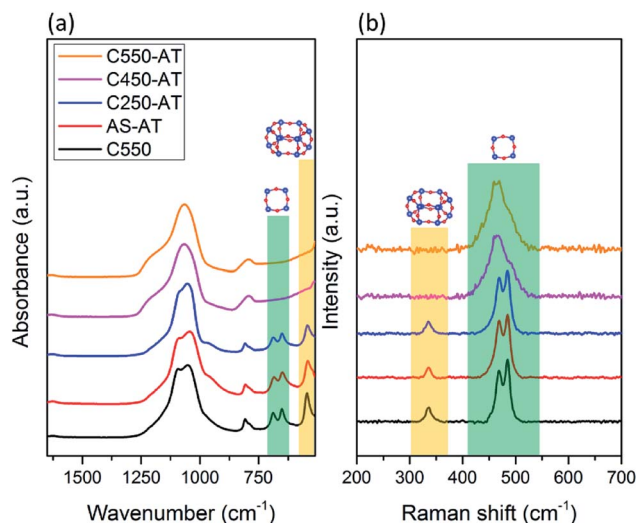 (a)
(b)
C550-AT
C450-AT
C250-AT
AS-AT
C550
Absorbance (a.u.)
Intensity (a.u.)
1500 1250 1000 750
200 300 400 500 600 700
Wavenumber (cm⁻¹)
Raman shift (cm⁻¹)